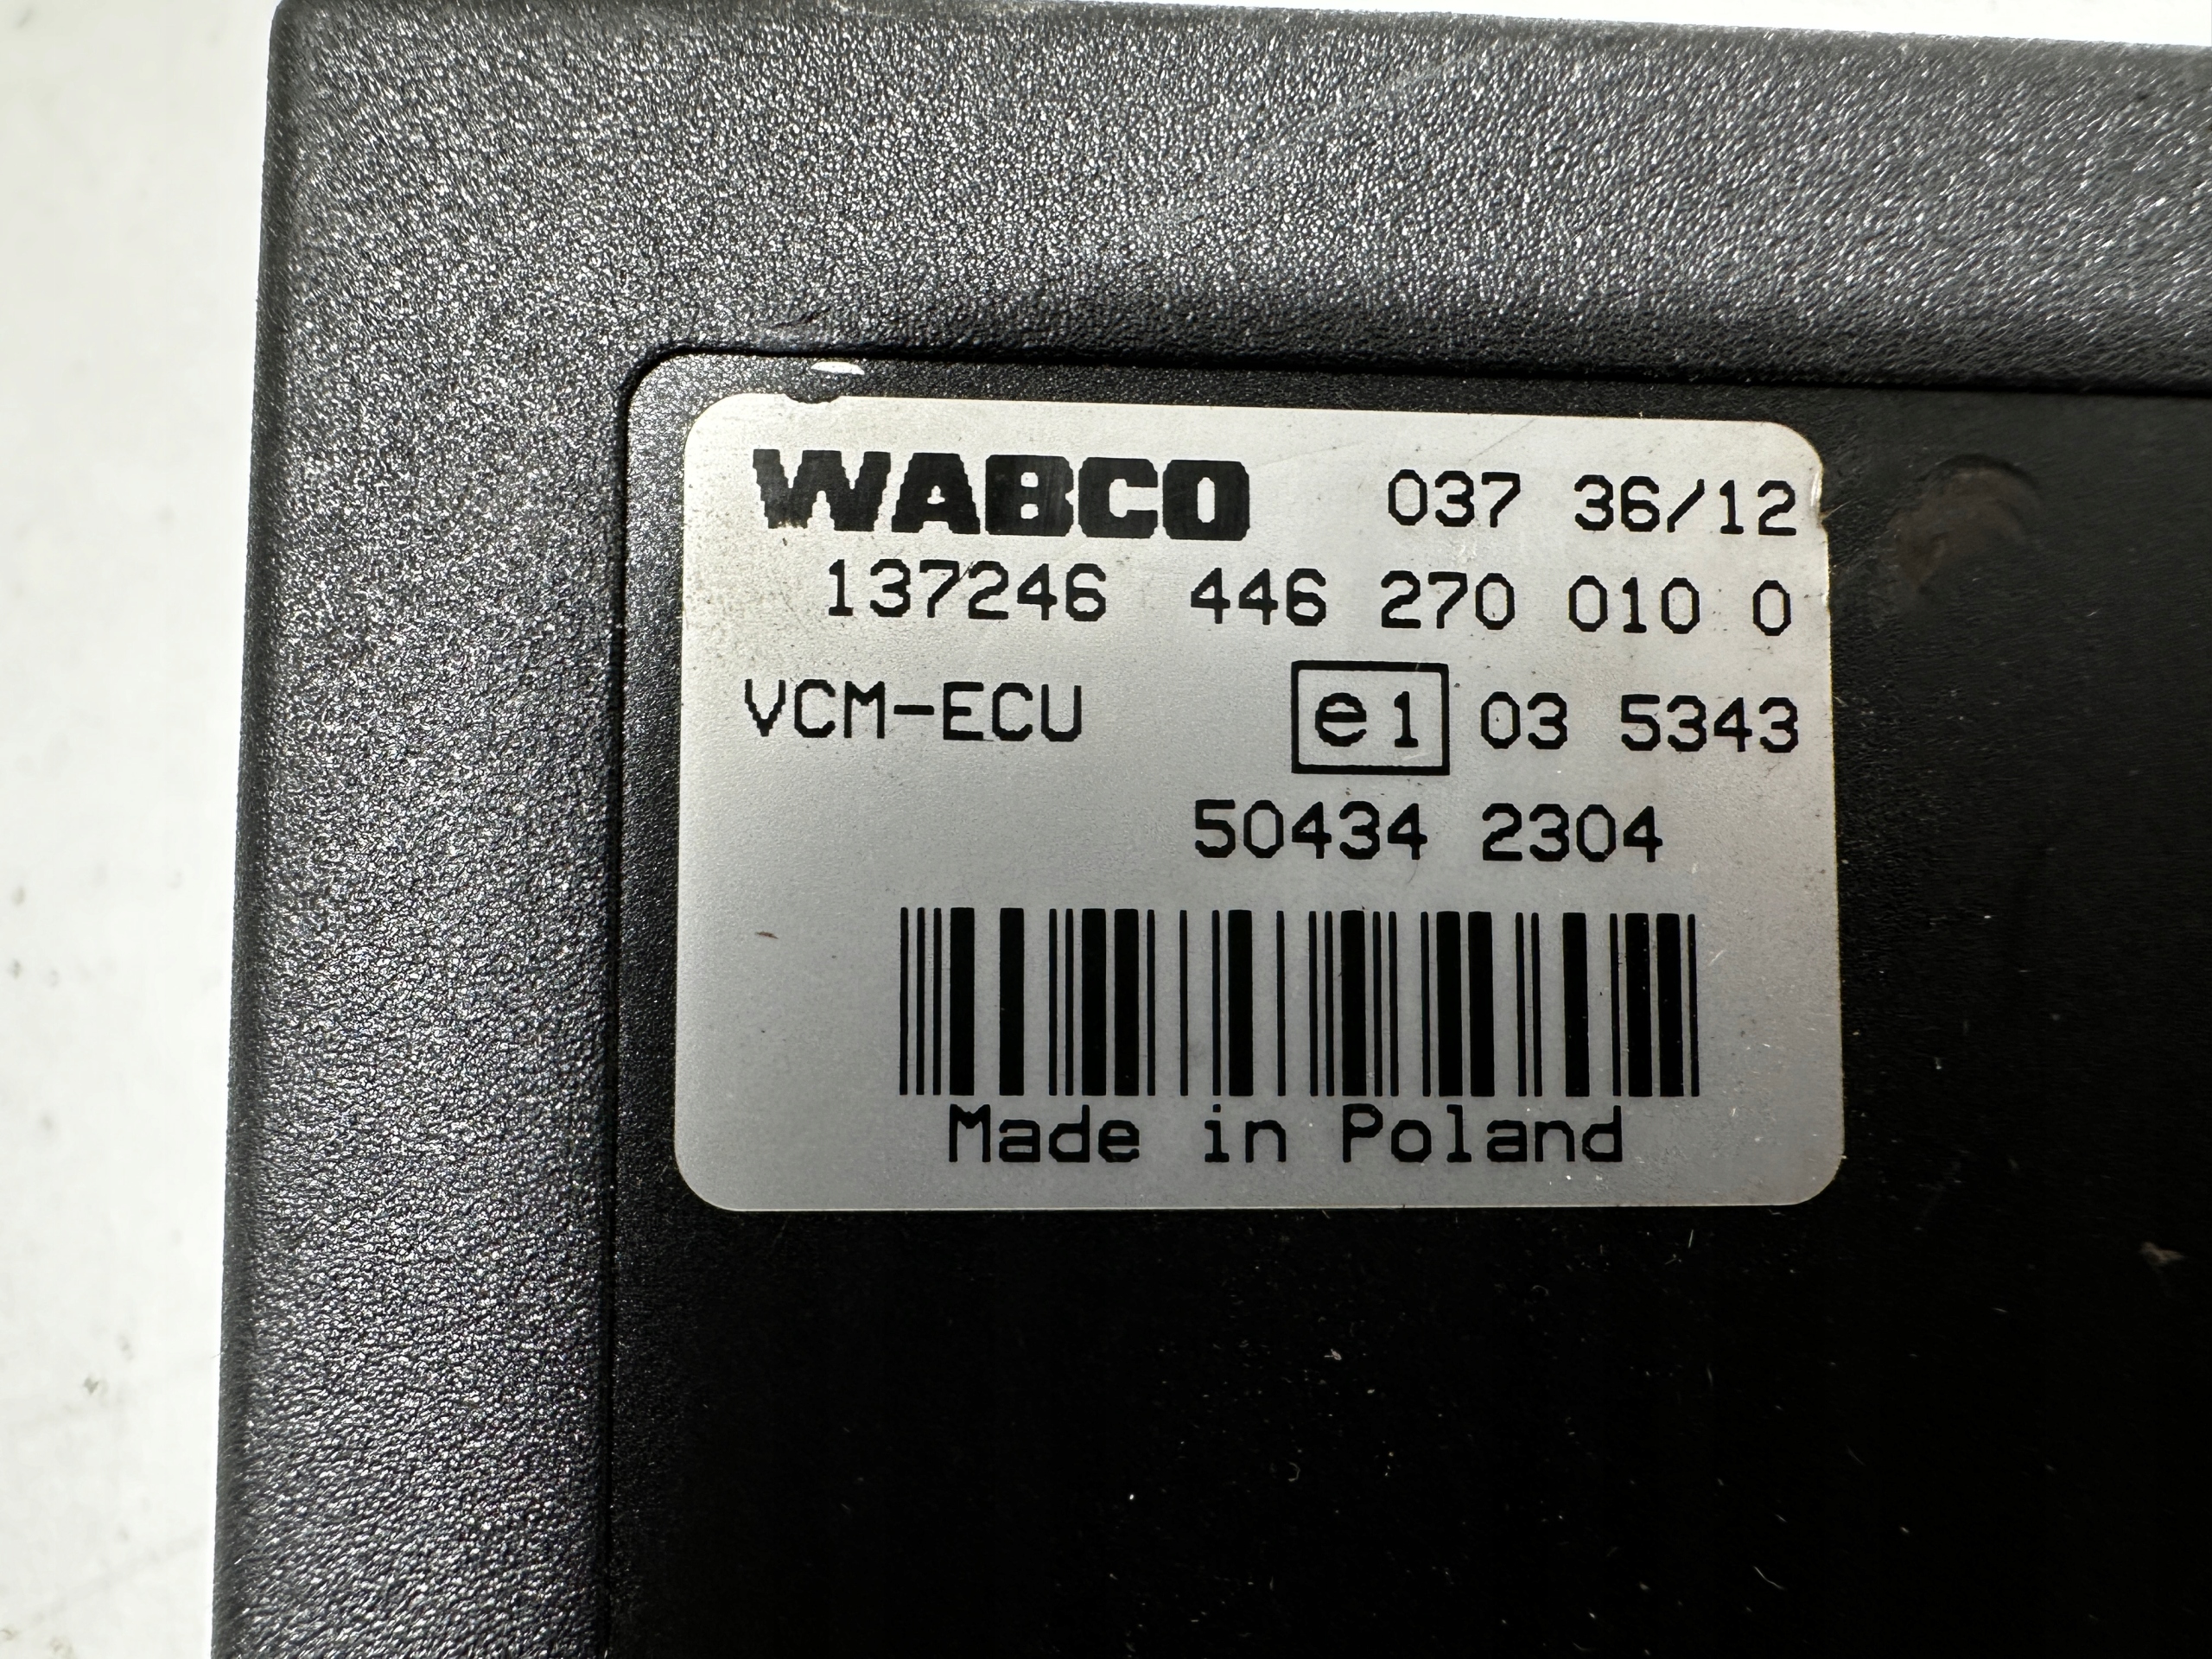 WABCO 037 36/12
137246 446 270 010 0
VCM-ECU e1 03 5343
50434 2304
Made in Poland